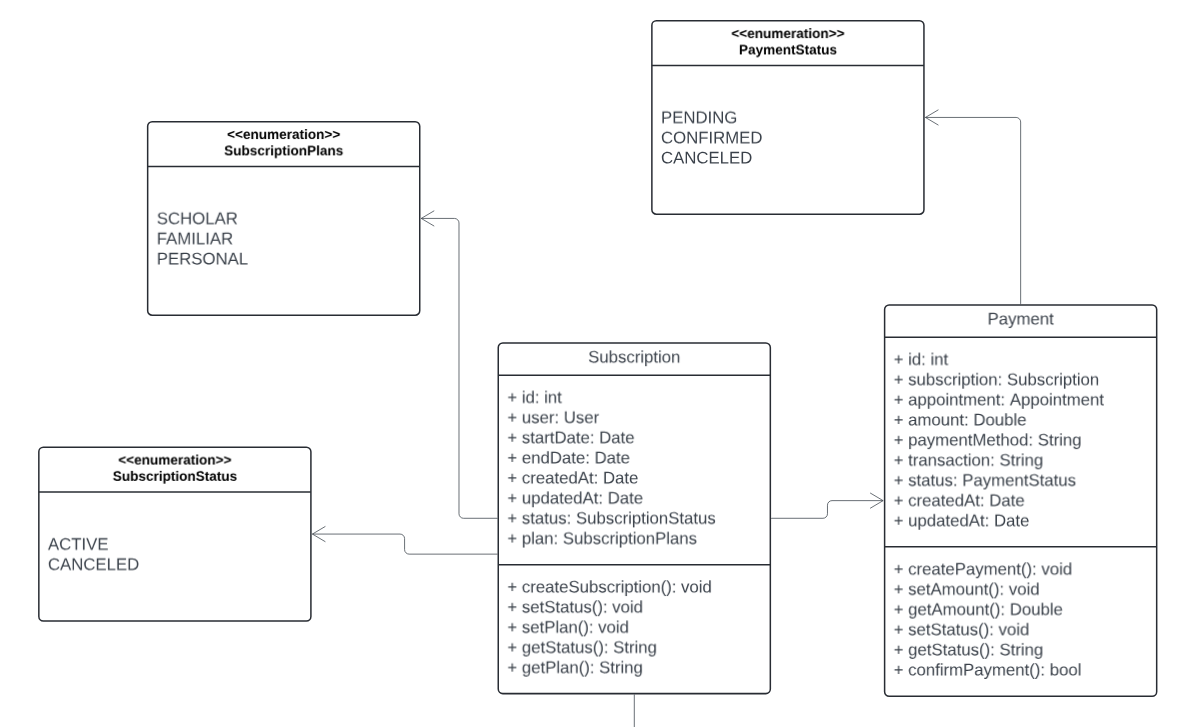 <<enumeration>>
PaymentStatus
PENDING
CONFIRMED
CANCELED
<<enumeration>>
SubscriptionPlans
SCHOLAR
FAMILIAR
PERSONAL
<<enumeration>>
SubscriptionStatus
ACTIVE
CANCELED
Subscription
+ id: int
+ user: User
+ startDate: Date
+ endDate: Date
+ createdAt: Date
+ updatedAt: Date
+ status: SubscriptionStatus
+ plan: SubscriptionPlans
+ createSubscription(): void
+ setStatus(): void
+ setPlan(): void
+ getStatus(): String
+ getPlan(): String
Payment
+ id: int
+ subscription: Subscription
+ appointment: Appointment
+ amount: Double
+ paymentMethod: String
+ transaction: String
+ status: PaymentStatus
+ createdAt: Date
+ updatedAt: Date
+ createPayment(): void
+ setAmount(): void
+ getAmount(): Double
+ setStatus(): void
+ getStatus(): String
+ confirmPayment(): bool